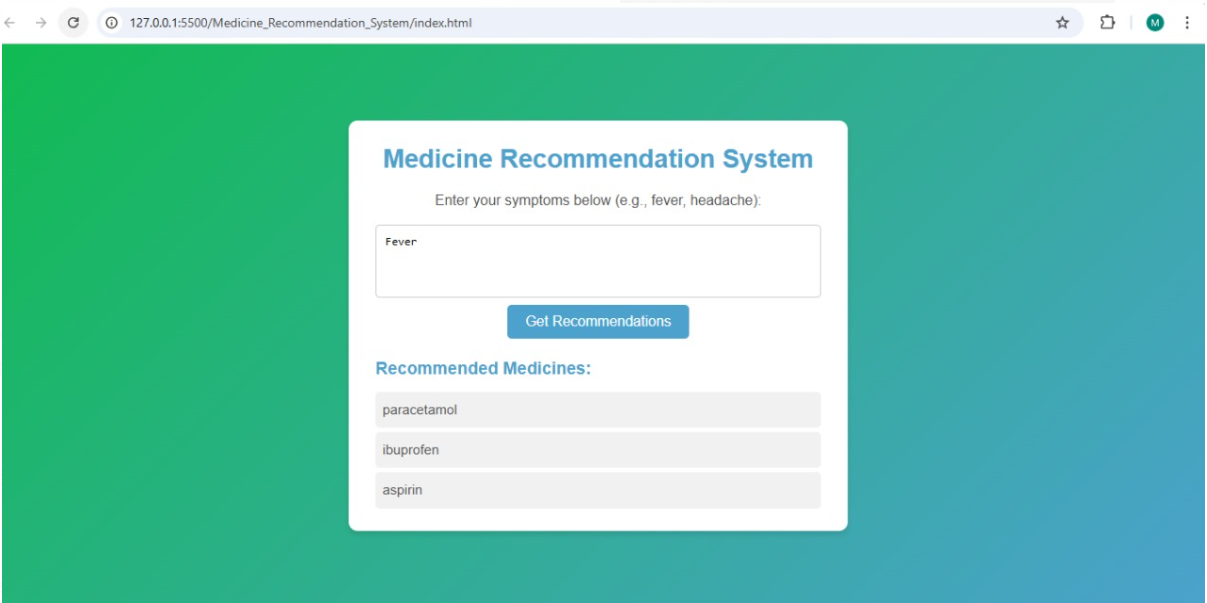 127.0.0.1:5500/Medicine_Recommendation_System/index.html
M
Medicine Recommendation System
Enter your symptoms below (e.g., fever, headache):
Fever
Get Recommendations
Recommended Medicines:
paracetamol
ibuprofen
aspirin